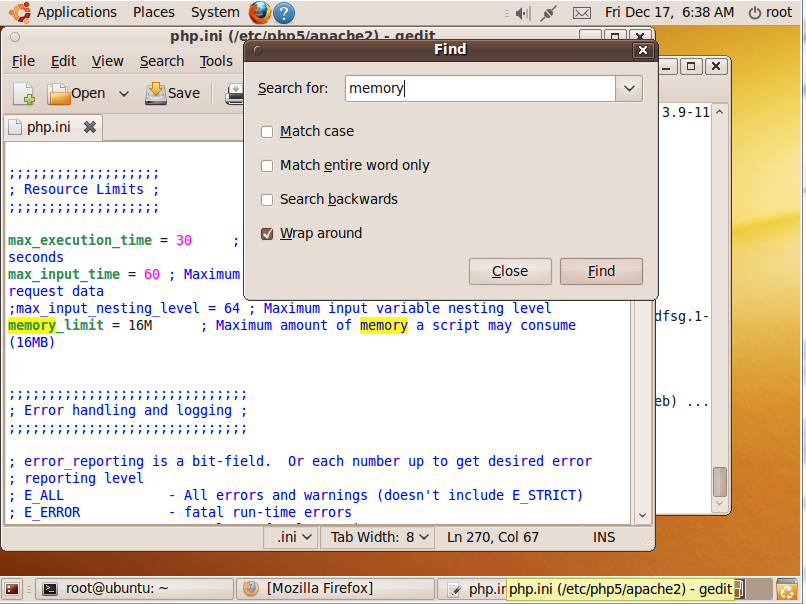 Applications Places System Fri Dec 17, 6:38 AM root
php.ini (/etc/php5/apache2) - gedit
Find
File Edit View Search Tools
Search for: memory
Open Save
3.9-11
php.ini
Match case
; Resource Limits ;
;;;;;;;;;;;;;;;;;;;
Match entire word only
;;;;;;;;;;;;;;;;;;;
Search backwards
max_execution_time = 30 ;
Wrap around
seconds
max_input_time = 60 ; Maximum
Close Find
request data
;max_input_nesting_level = 64 ; Maximum input variable nesting level
memory_limit = 16M ; Maximum amount of memory a script may consume
dfsg.1-
(16MB)
;;;;;;;;;;;;;;;;;;;;;;;;;;;;;;
eb) ...
; Error handling and logging ;
;;;;;;;;;;;;;;;;;;;;;;;;;;;;;;
; error_reporting is a bit-field. Or each number up to get desired error
; reporting level
; E_ALL - All errors and warnings (doesn't include E_STRICT)
; E_ERROR - fatal run-time errors
.ini Tab Width: 8 Ln 270, Col 67 INS
root@ubuntu: ~ [Mozilla Firefox] php.in php.ini (/etc/php5/apache2) - gedit